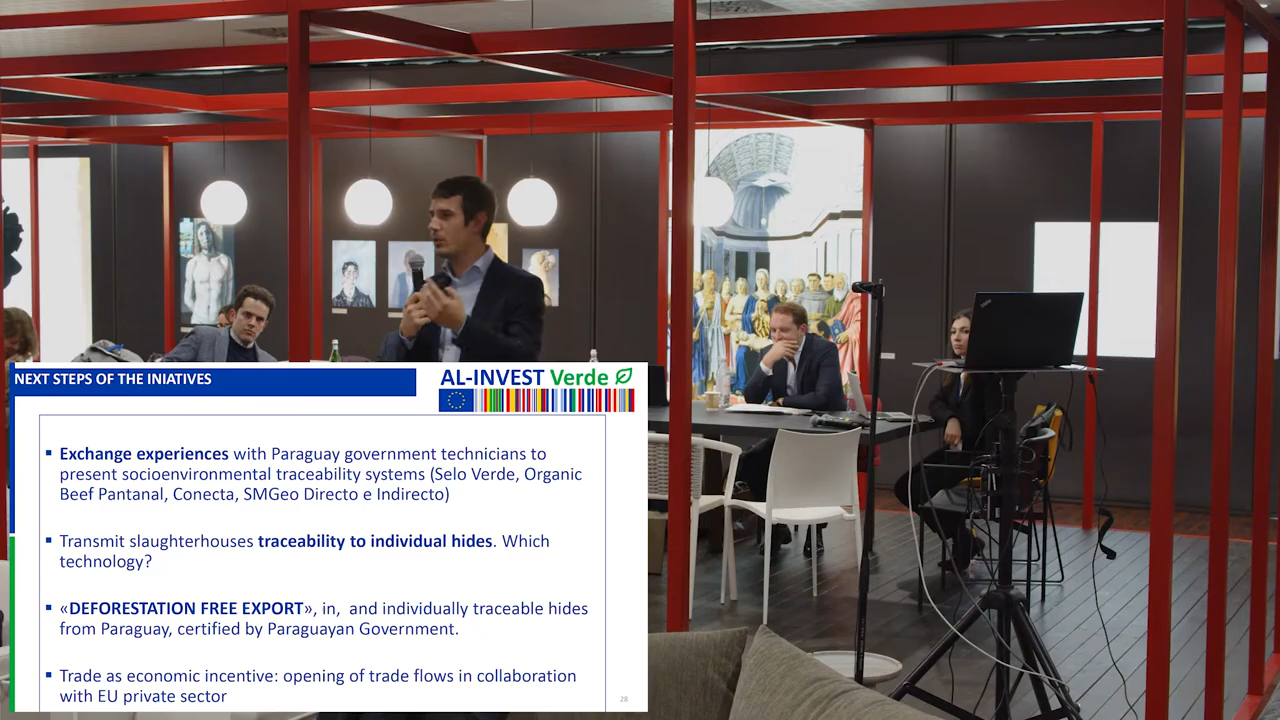 NEXT STEPS OF THE INIATIVES
AL-INVEST Verde
▪ Exchange experiences with Paraguay government technicians to
present socioenvironmental traceability systems (Selo Verde, Organic
Beef Pantanal, Conecta, SMGeo Directo e Indirecto)
▪ Transmit slaughterhouses traceability to individual hides. Which
technology?
▪ «DEFORESTATION FREE EXPORT», in, and individually traceable hides
from Paraguay, certified by Paraguayan Government.
▪ Trade as economic incentive: opening of trade flows in collaboration
with EU private sector
28
ThinkPad